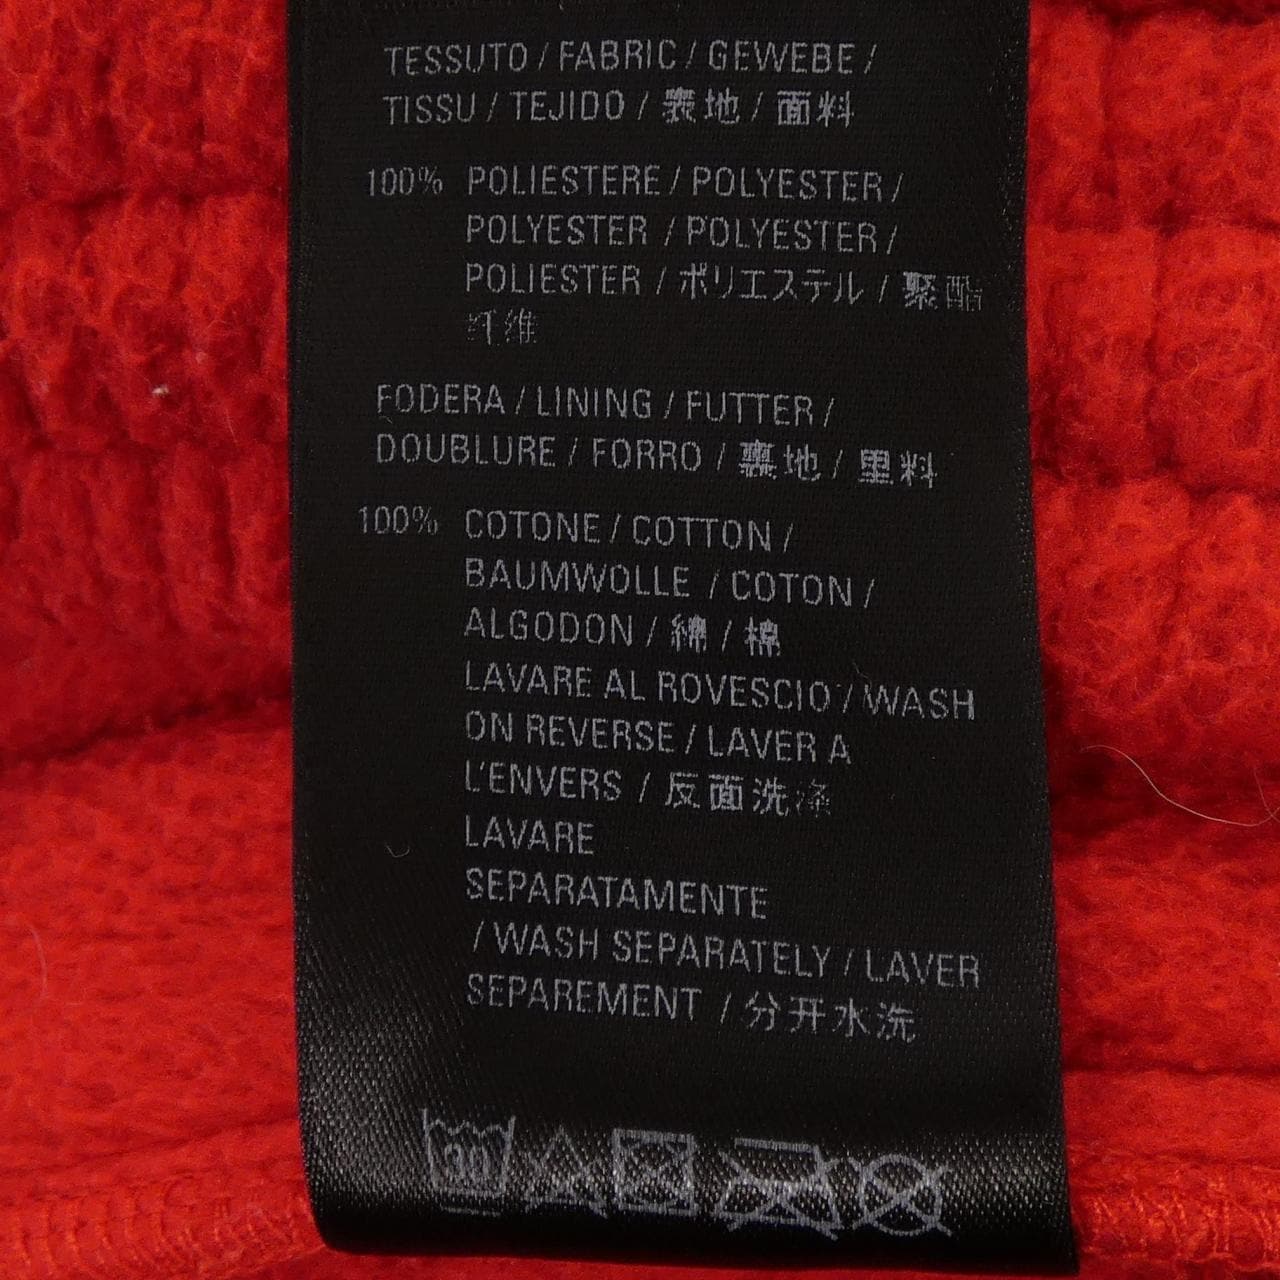 TESSUTO / FABRIC / GEWEBE /
TISSU / TEJIDO / 表地 / 面料
100% POLIESTERE / POLYESTER /
POLYESTER / POLYESTER /
POLIESTER / ポリエステル / 聚酯
纤维
FODERA / LINING / FUTTER /
DOUBLURE / FORRO / 裏地 / 里料
100% COTONE / COTTON /
BAUMWOLLE / COTON /
ALGODON / 綿 / 棉
LAVARE AL ROVESCIO / WASH
ON REVERSE / LAVER A
L'ENVERS / 反面洗涤
LAVARE
SEPARATAMENTE
/ WASH SEPARATELY / LAVER
SEPAREMENT / 分开水洗
30